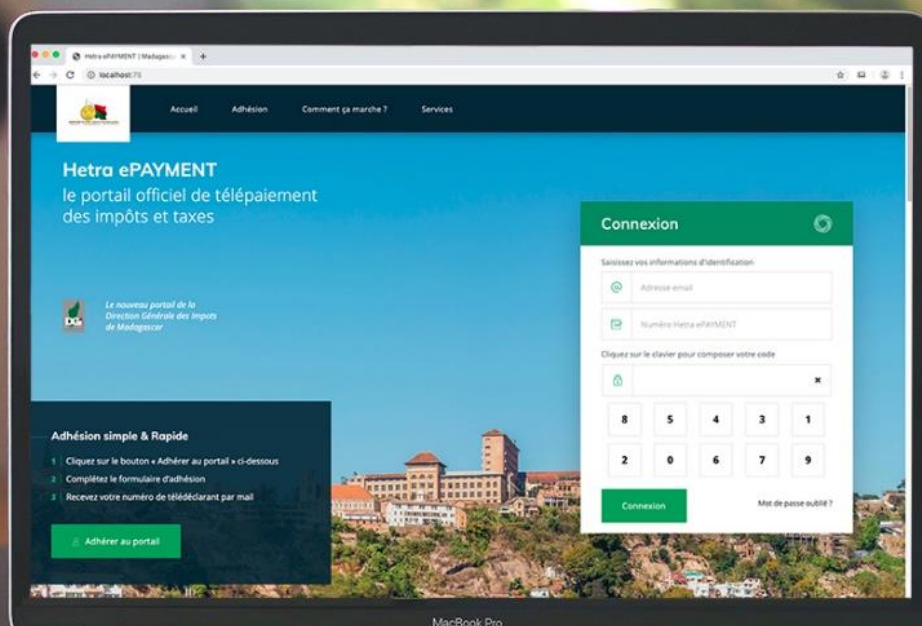 Hetra ePAYMENT | Madagasc
localhost:76
Accueil Adhésion Comment ça marche ? Services
Hetra ePAYMENT
le portail officiel de télépaiement
des impôts et taxes
Le nouveau portail de la
Direction Générale des Impots
de Madagascar
Adhésion simple & Rapide
1 Cliquez sur le bouton « Adhérer au portail » ci-dessous
2 Complétez le formulaire d'adhésion
3 Recevez votre numéro de télédéclarant par mail
Adhérer au portail
Connexion
Saisissez vos informations d'identification
Adresse email
Numéro Hetra ePAYMENT
Cliquez sur le clavier pour composer votre code
8 5 4 3 1
2 0 6 7 9
Connexion Mot de passe oublié ?
MacBook Pro